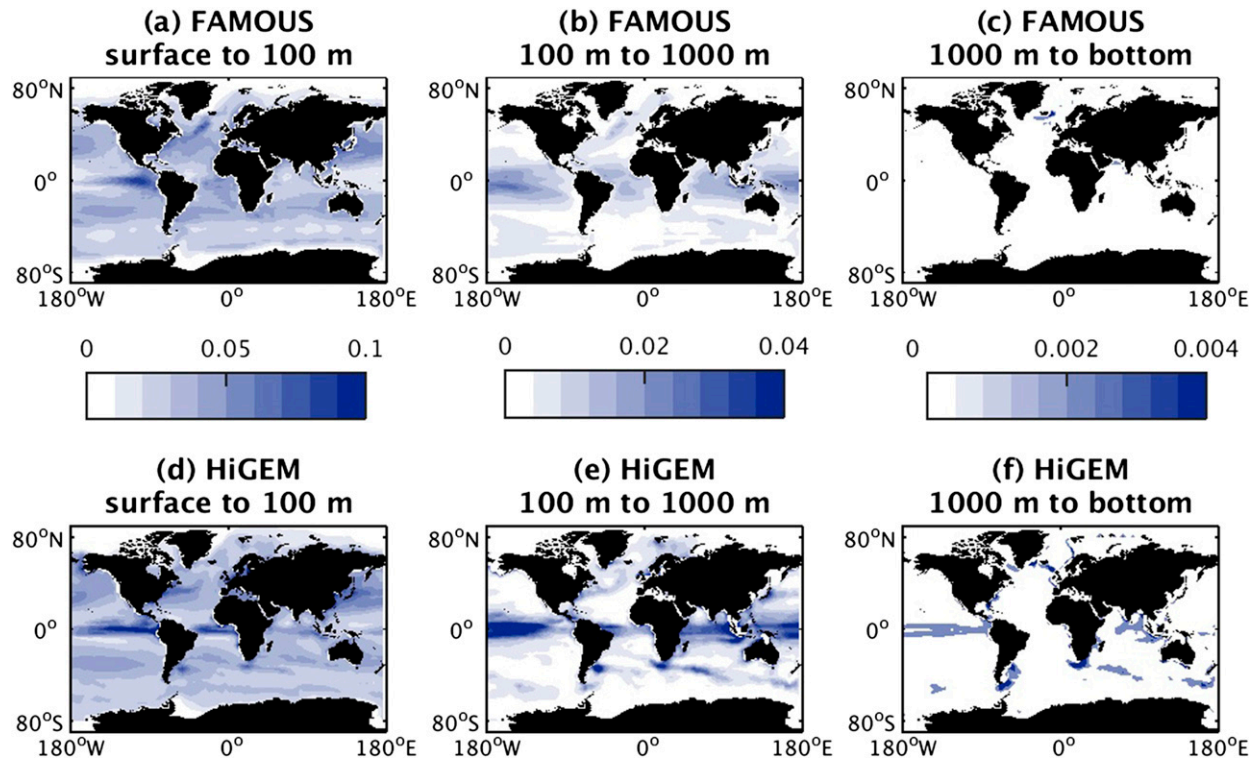 (a) FAMOUS
surface to 100 m
(b) FAMOUS
100 m to 1000 m
(c) FAMOUS
1000 m to bottom
80°N
0°
80°S
180°W 0° 180°E
80°N
0°
80°S
180°W 0° 180°E
80°N
0°
80°S
180°W 0° 180°E
0 0.05 0.1
0 0.02 0.04
0 0.002 0.004
(d) HiGEM
surface to 100 m
(e) HiGEM
100 m to 1000 m
(f) HiGEM
1000 m to bottom
80°N
0°
80°S
180°W 0° 180°E
80°N
0°
80°S
180°W 0° 180°E
80°N
0°
80°S
180°W 0° 180°E